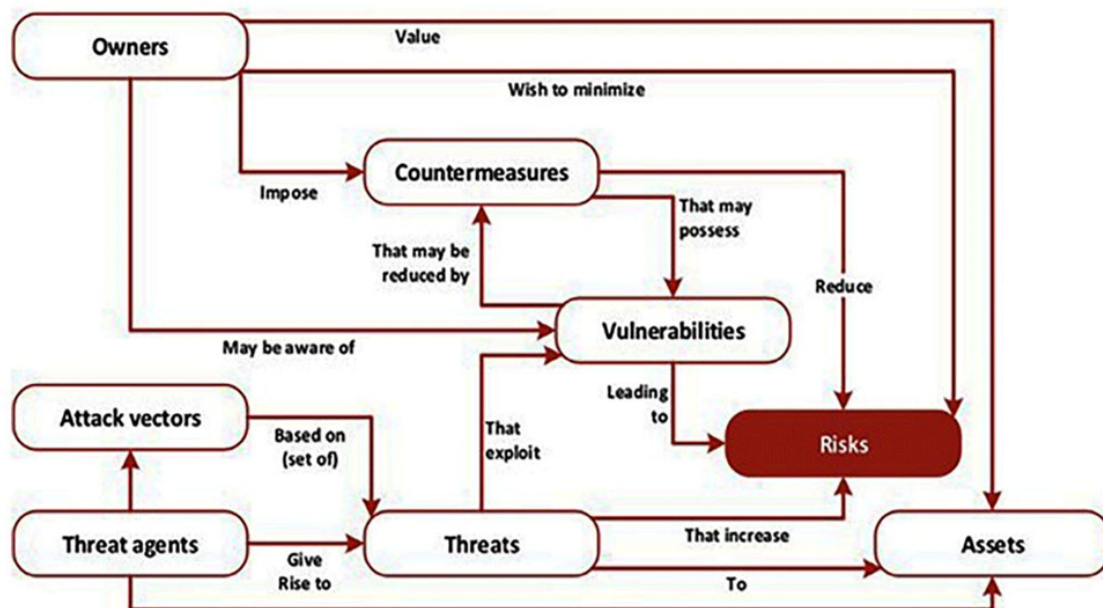 Owners
Value
Wish to minimize
Countermeasures
Impose
That may
possess
That may be
reduced by
Reduce
Vulnerabilities
May be aware of
Leading
to
Attack vectors
Based on
(set of)
That
exploit
Risks
Threat agents
Give
Rise to
Threats
That increase
To
Assets